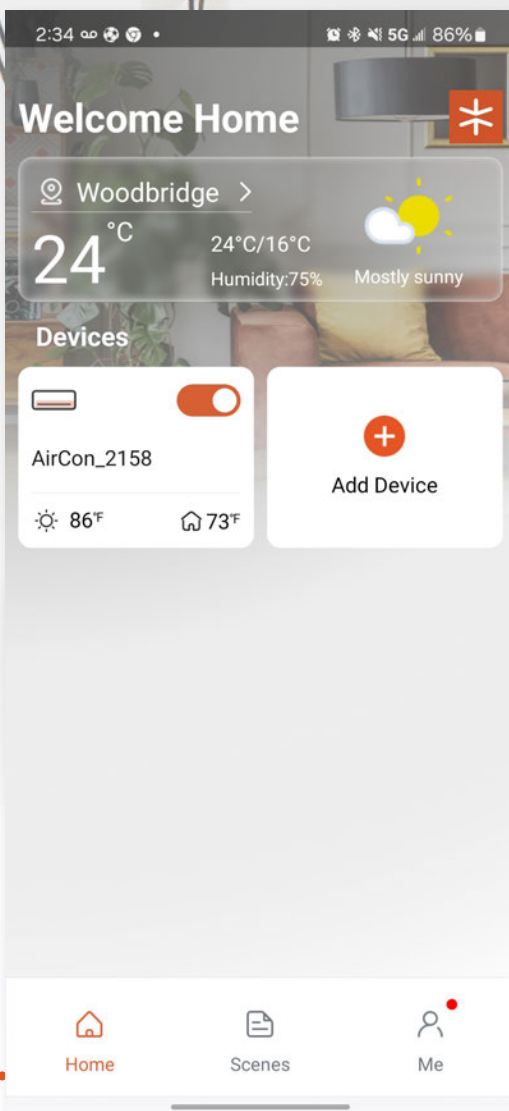 2:34 5G 86%
Welcome Home
Woodbridge
24°C
24°C/16°C
Humidity:75%
Mostly sunny
Devices
AirCon_2158
86°F 73°F
Add Device
Home Scenes Me